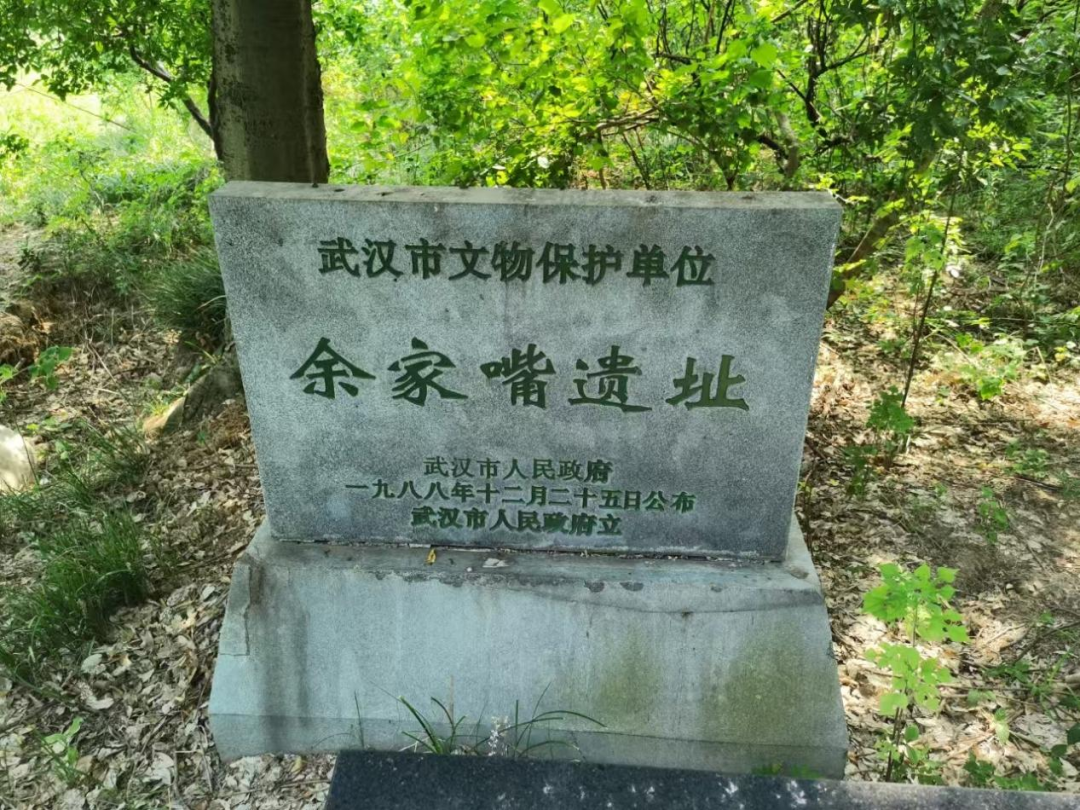 武汉市文物保护单位
余家嘴遗址
武汉市人民政府
一九八八年十二月二十五日公布
武汉市人民政府立